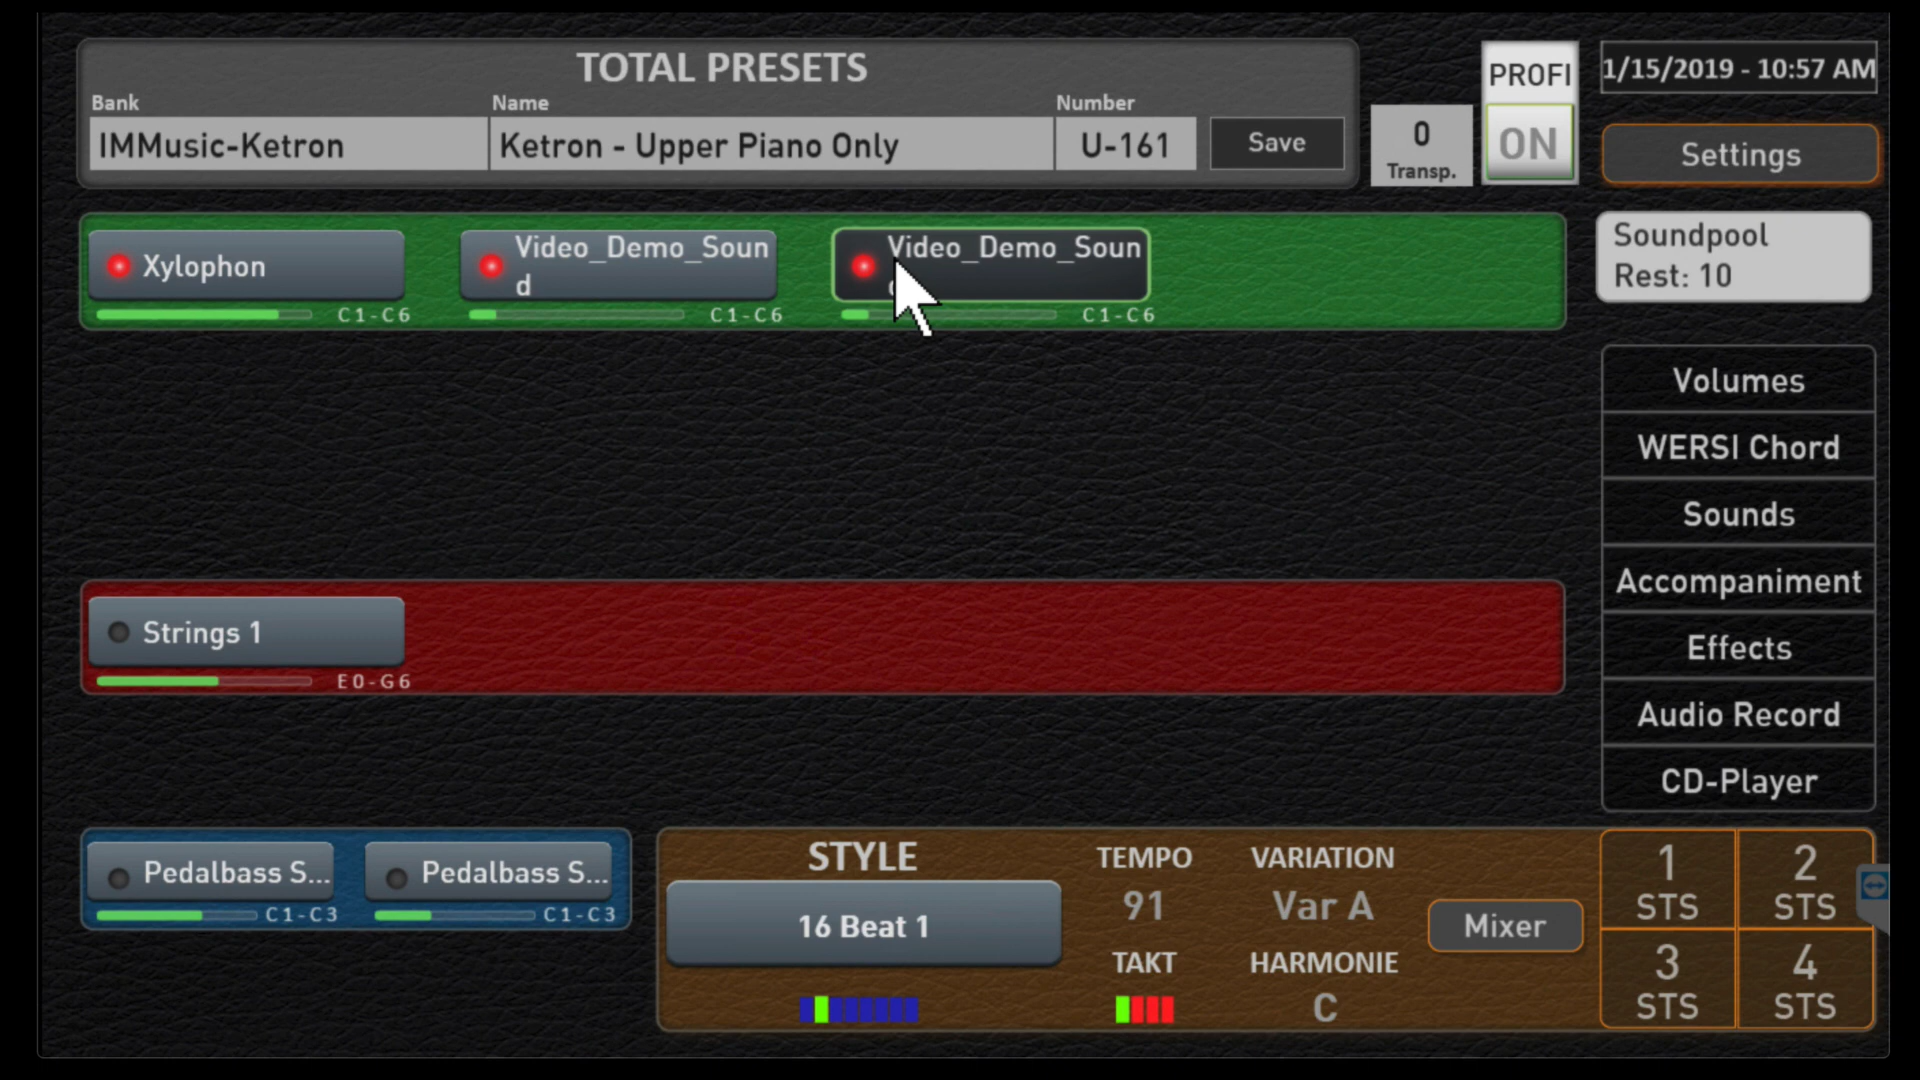 TOTAL PRESETS
Bank
Name
Number
IMMusic-Ketron
Ketron - Upper Piano Only
U-161
Save
0
Transp.
PROFI
ON
1/15/2019 - 10:57 AM
Settings
Xylophon
C1-C6
Video_Demo_Soun
d
C1-C6
Video_Demo_Soun
C1-C6
Soundpool
Rest: 10
Volumes
WERSI Chord
Sounds
Accompaniment
Effects
Audio Record
CD-Player
Strings 1
E0-G6
Pedalbass S...
C1-C3
Pedalbass S...
C1-C3
STYLE
16 Beat 1
TEMPO
91
TAKT
VARIATION
Var A
HARMONIE
C
Mixer
1
STS
2
STS
3
STS
4
STS